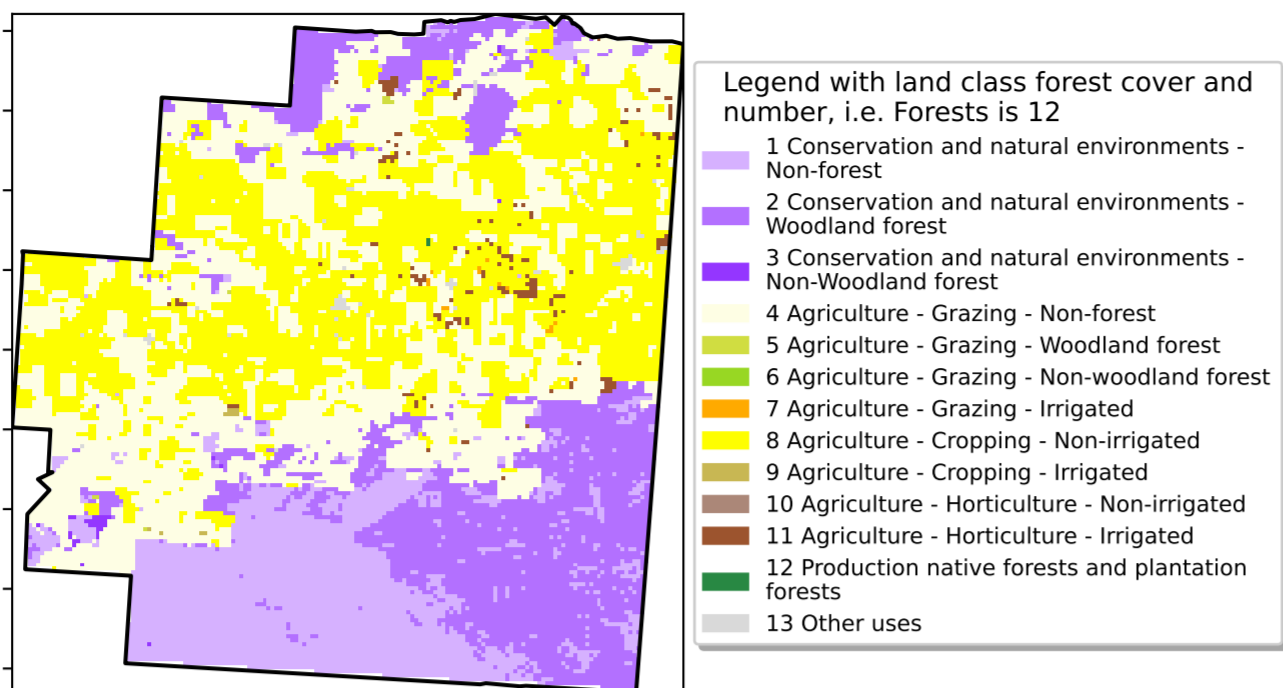 Legend with land class forest cover and
number, i.e. Forests is 12
1 Conservation and natural environments -
Non-forest
2 Conservation and natural environments -
Woodland forest
3 Conservation and natural environments -
Non-Woodland forest
4 Agriculture - Grazing - Non-forest
5 Agriculture - Grazing - Woodland forest
6 Agriculture - Grazing - Non-woodland forest
7 Agriculture - Grazing - Irrigated
8 Agriculture - Cropping - Non-irrigated
9 Agriculture - Cropping - Irrigated
10 Agriculture - Horticulture - Non-irrigated
11 Agriculture - Horticulture - Irrigated
12 Production native forests and plantation
forests
13 Other uses